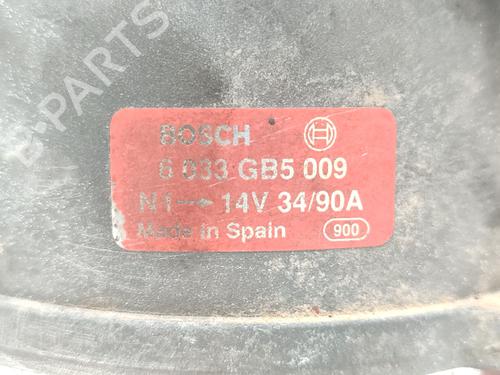 B-PARTS
BOSCH
6 033 GB5 009
N1 → 14V 34/90A
Made in Spain 900